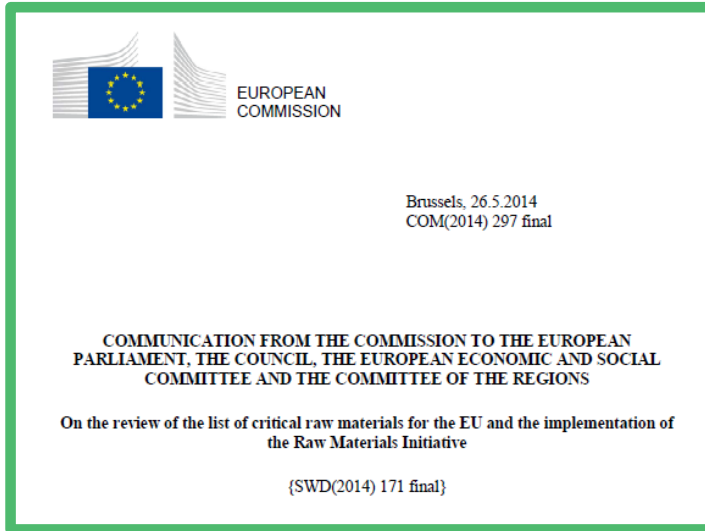 EUROPEAN
COMMISSION
Brussels, 26.5.2014
COM(2014) 297 final
COMMUNICATION FROM THE COMMISSION TO THE EUROPEAN
PARLIAMENT, THE COUNCIL, THE EUROPEAN ECONOMIC AND SOCIAL
COMMITTEE AND THE COMMITTEE OF THE REGIONS
On the review of the list of critical raw materials for the EU and the implementation of
the Raw Materials Initiative
{SWD(2014) 171 final}